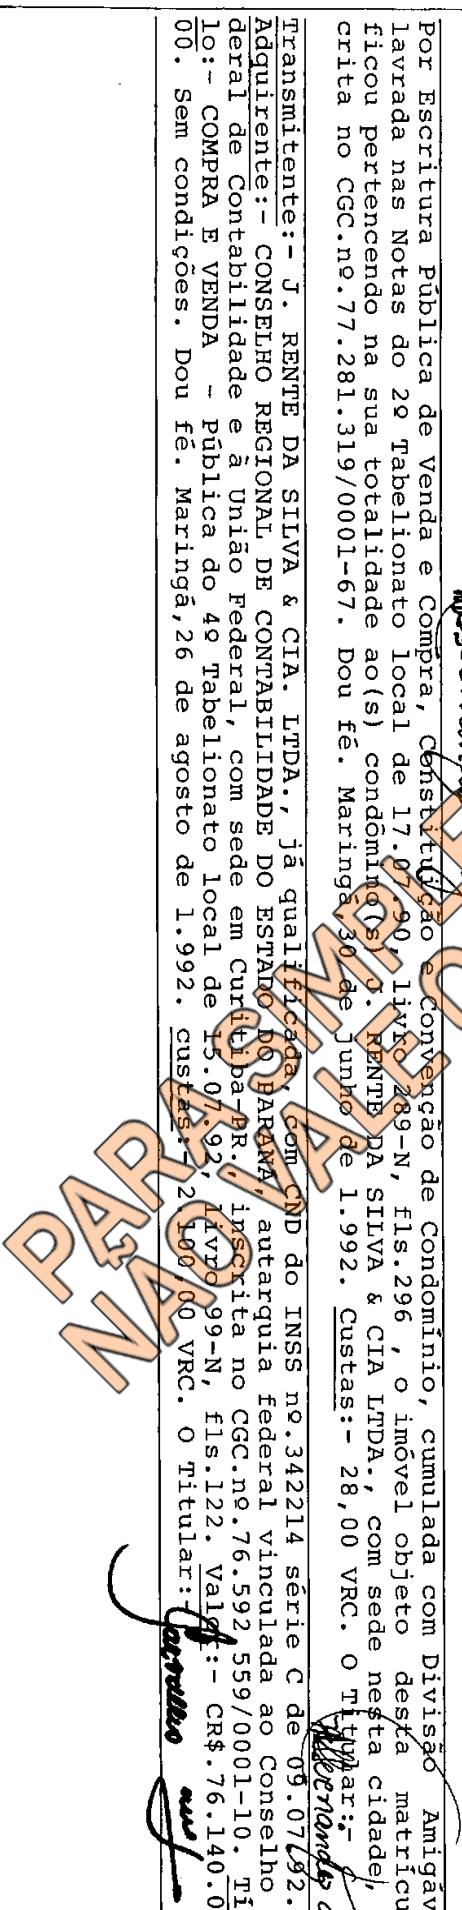 Por Escritura Pública de Venda e Compra, Constituição e Convenção de Condomínio, cumulada com Divisão Amigáv
lavrada nas Notas do 2º Tabelionato local de 17.07.90, livro 289-N, fls.296 , o imóvel objeto desta matrícu
ficou pertencendo na sua totalidade ao(s) condômino(s) J. RENTE DA SILVA & CIA LTDA., com sede nesta cidade,
crita no CGC.nº.77.281.319/0001-67. Dou fé. Maringá,30 de junho de 1.992. Custas:- 28,00 VRC. O Titular:-
Transmitente:- J. RENTE DA SILVA & CIA. LTDA., já qualificada, com CND do INSS nº.342214 série C de 09.07.92.
Adquirente:- CONSELHO REGIONAL DE CONTABILIDADE DO ESTADO DO PARANÁ, autarquia federal vinculada ao Conselho
deral de Contabilidade e à União Federal, com sede em Curitiba-PR., inscrita no CGC.nº.76.592 559/0001-10. Tí
lo:- COMPRA E VENDA - Pública do 4º Tabelionato local de 15.07.92, livro 99-N, fls.122. Valor:- CR$.76.140.0
00. Sem condições. Dou fé. Maringá,26 de agosto de 1.992. custas:- 2.100,00 VRC. O Titular:-
PARA SIMPLE
NÃO VALE C